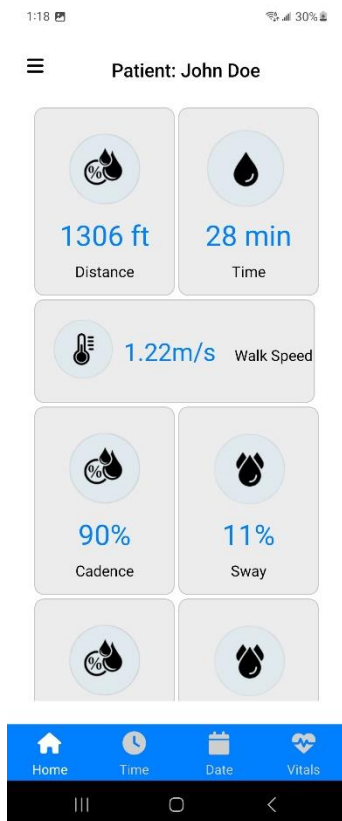 1:18 30%
Patient: John Doe
1306 ft 28 min
Distance Time
1.22m/s Walk Speed
% 
90% 11%
Cadence Sway
%
Home Time Date Vitals